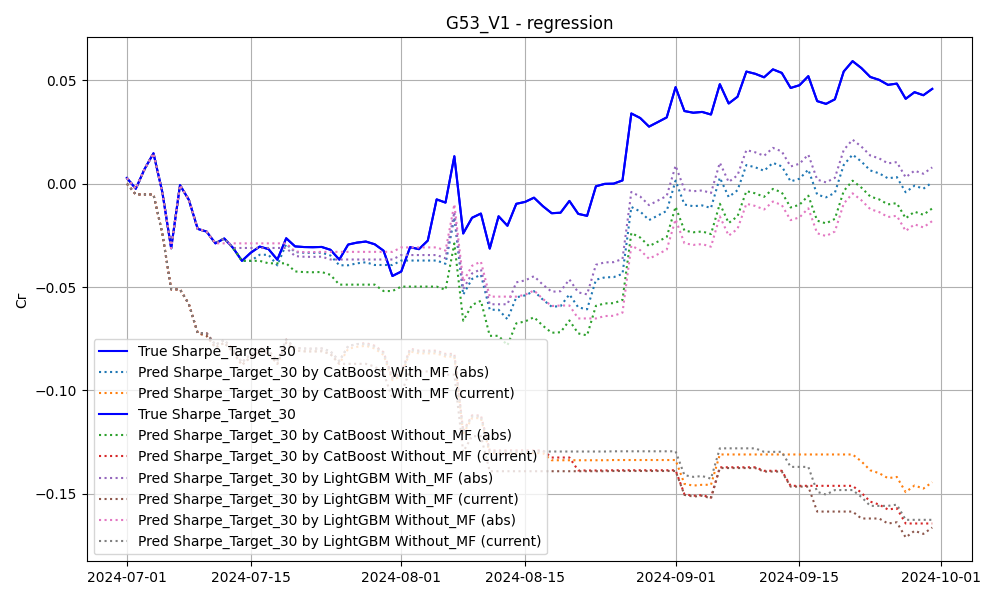 G53_V1 - regression
Cr
0.05
0.00
−0.05
−0.10
−0.15
True Sharpe_Target_30
Pred Sharpe_Target_30 by CatBoost With_MF (abs)
Pred Sharpe_Target_30 by CatBoost With_MF (current)
True Sharpe_Target_30
Pred Sharpe_Target_30 by CatBoost Without_MF (abs)
Pred Sharpe_Target_30 by CatBoost Without_MF (current)
Pred Sharpe_Target_30 by LightGBM With_MF (abs)
Pred Sharpe_Target_30 by LightGBM With_MF (current)
Pred Sharpe_Target_30 by LightGBM Without_MF (abs)
Pred Sharpe_Target_30 by LightGBM Without_MF (current)
2024-07-01 2024-07-15 2024-08-01 2024-08-15 2024-09-01 2024-09-15 2024-10-01